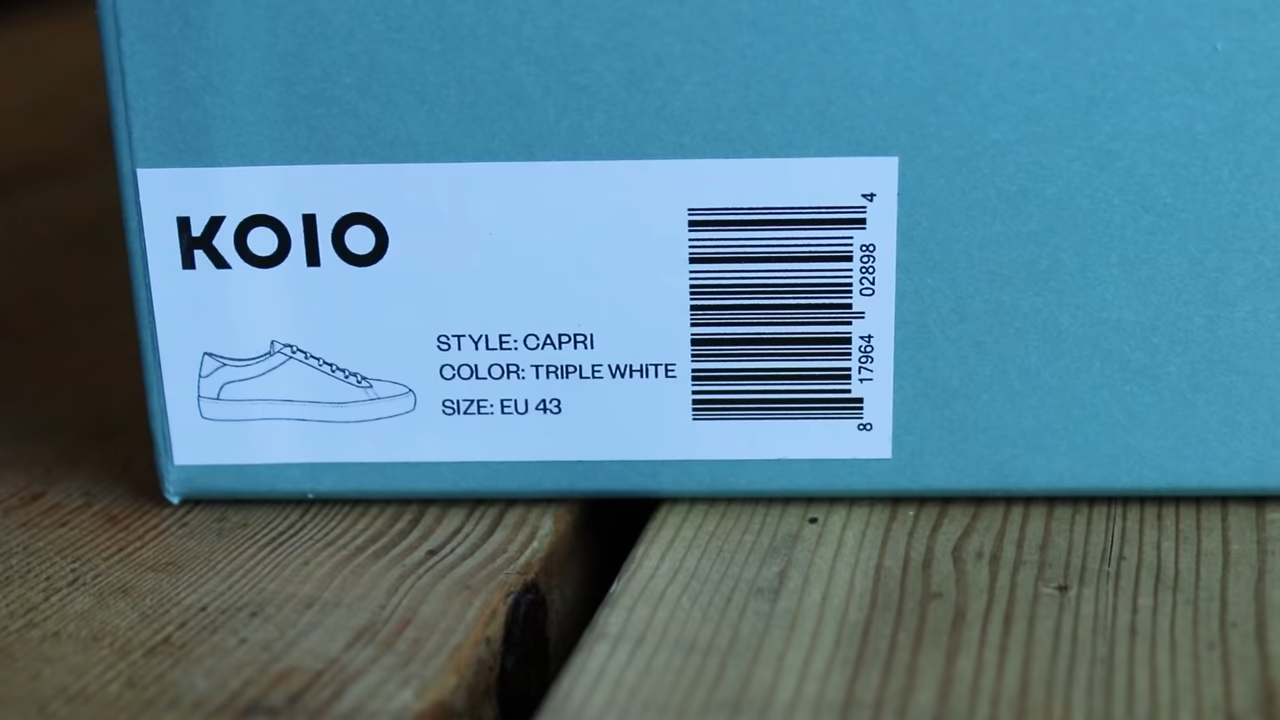 KOIO
STYLE: CAPRI
COLOR: TRIPLE WHITE
SIZE: EU 43
8 17964 02898 4